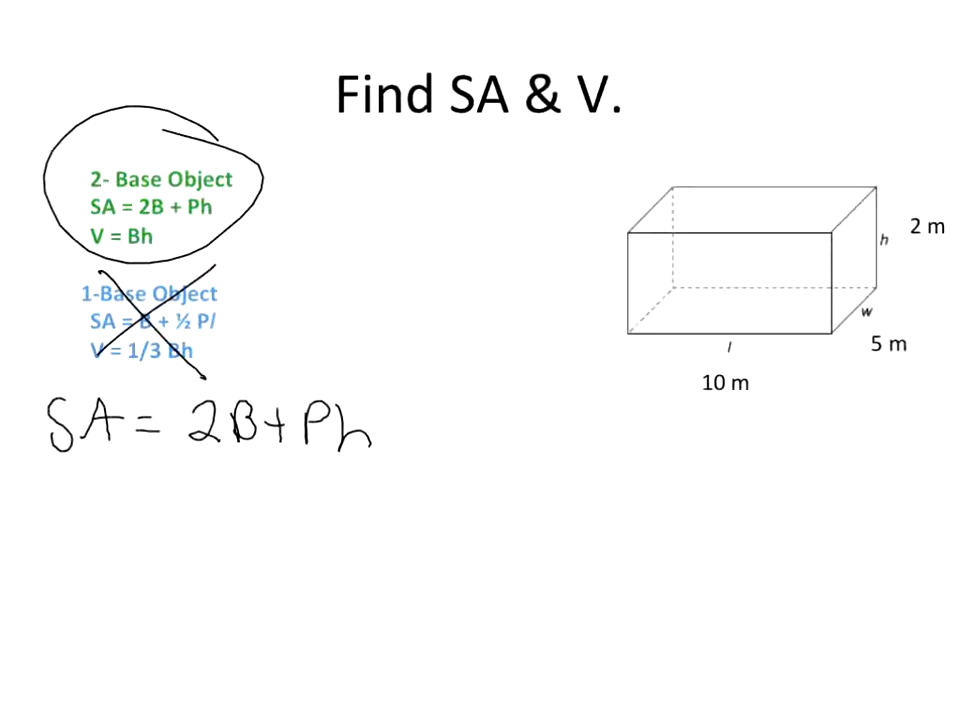 Find SA & V.
2- Base Object
SA = 2B + Ph
V = Bh
1-Base Object
SA = B + ½ Pl
V = 1/3 Bh
SA = 2B + Ph
h
2 m
w
5 m
l
10 m